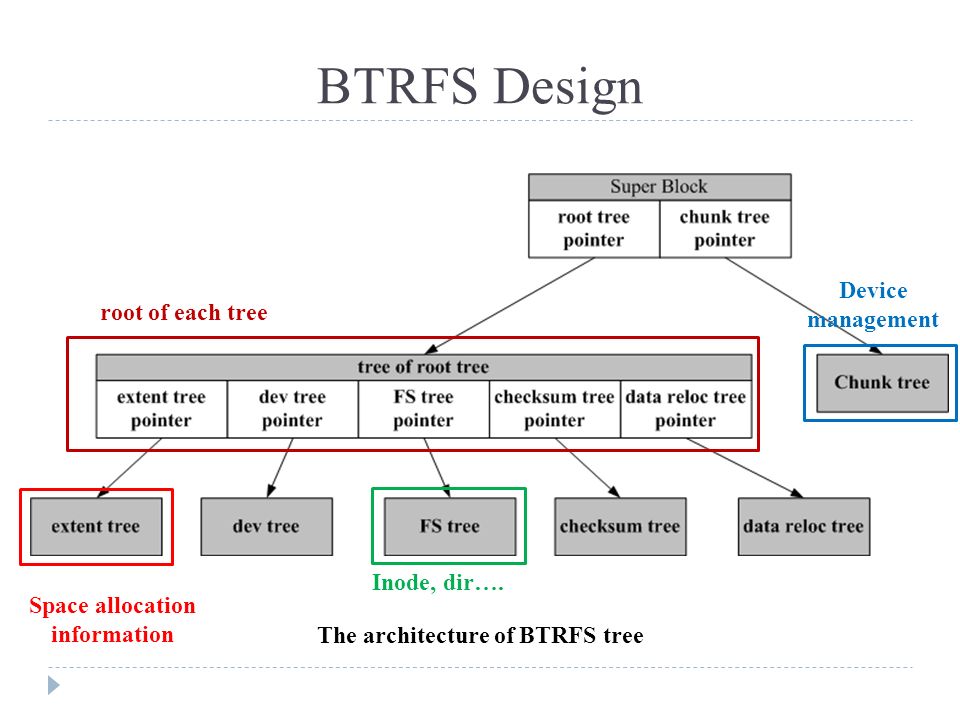 BTRFS Design
Super Block
root tree pointer
chunk tree pointer
Device
management
root of each tree
tree of root tree
extent tree pointer
dev tree pointer
FS tree pointer
checksum tree pointer
data reloc tree pointer
Chunk tree
extent tree
dev tree
FS tree
checksum tree
data reloc tree
Inode, dir….
Space allocation
information
The architecture of BTRFS tree